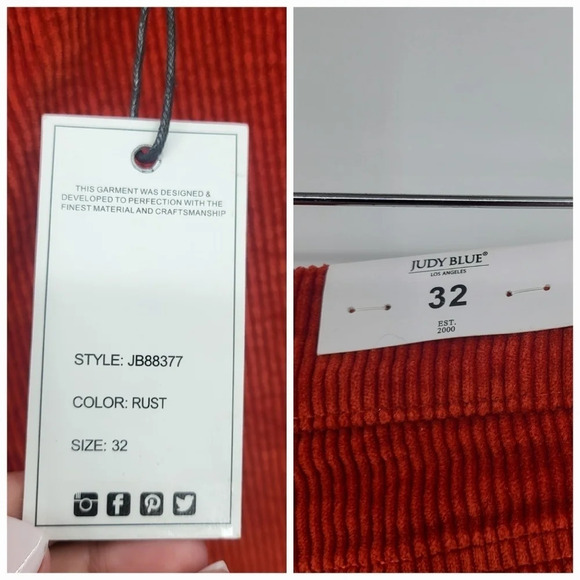 THIS GARMENT WAS DESIGNED &
DEVELOPED TO PERFECTION WITH THE
FINEST MATERIAL AND CRAFTSMANSHIP
STYLE: JB88377
COLOR: RUST
SIZE: 32
JUDY BLUE®
LOS ANGELES
32
EST.
2000